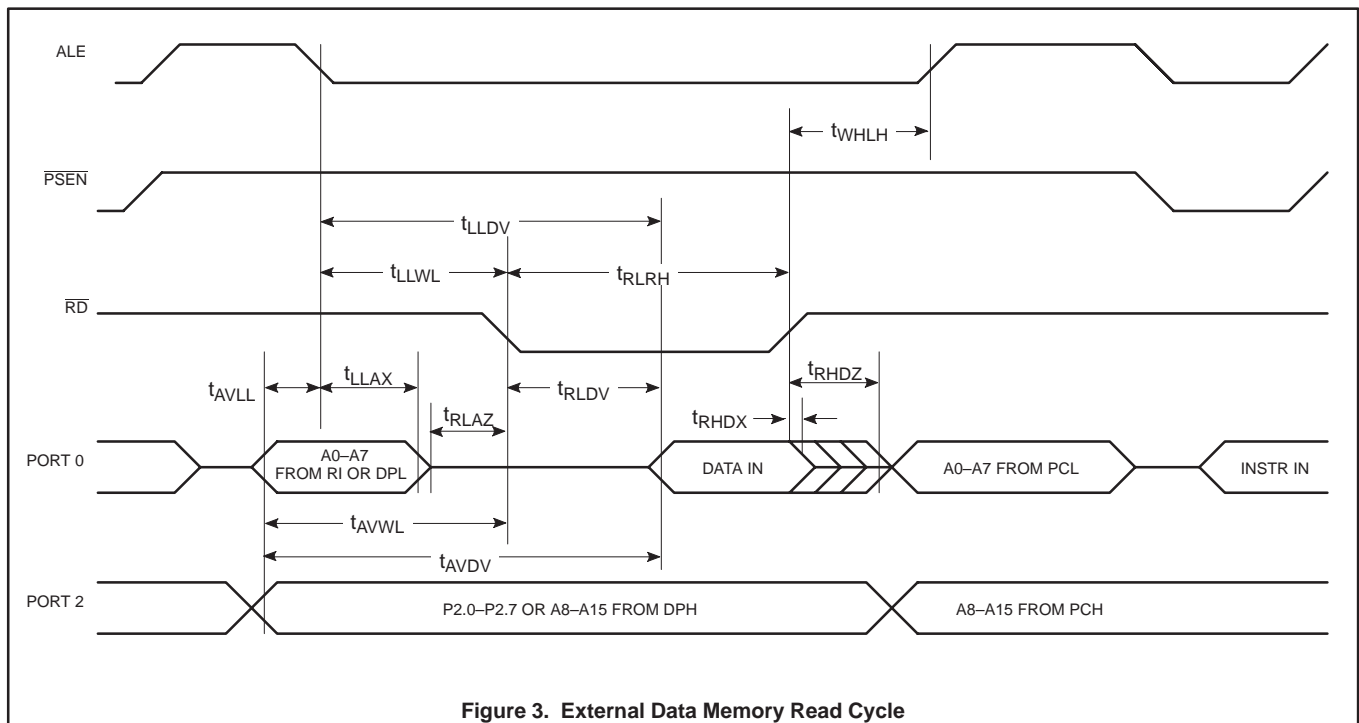 ALE
tWHLH
PSEN
tLLDV
tLLWL
tRLRH
RD
tAVLL
tLLAX
tRLDV
tRHDZ
tRLAZ
tRHDX
PORT 0
A0–A7
FROM RI OR DPL
DATA IN
A0–A7 FROM PCL
INSTR IN
tAVWL
tAVDV
PORT 2
P2.0–P2.7 OR A8–A15 FROM DPH
A8–A15 FROM PCH
Figure 3. External Data Memory Read Cycle